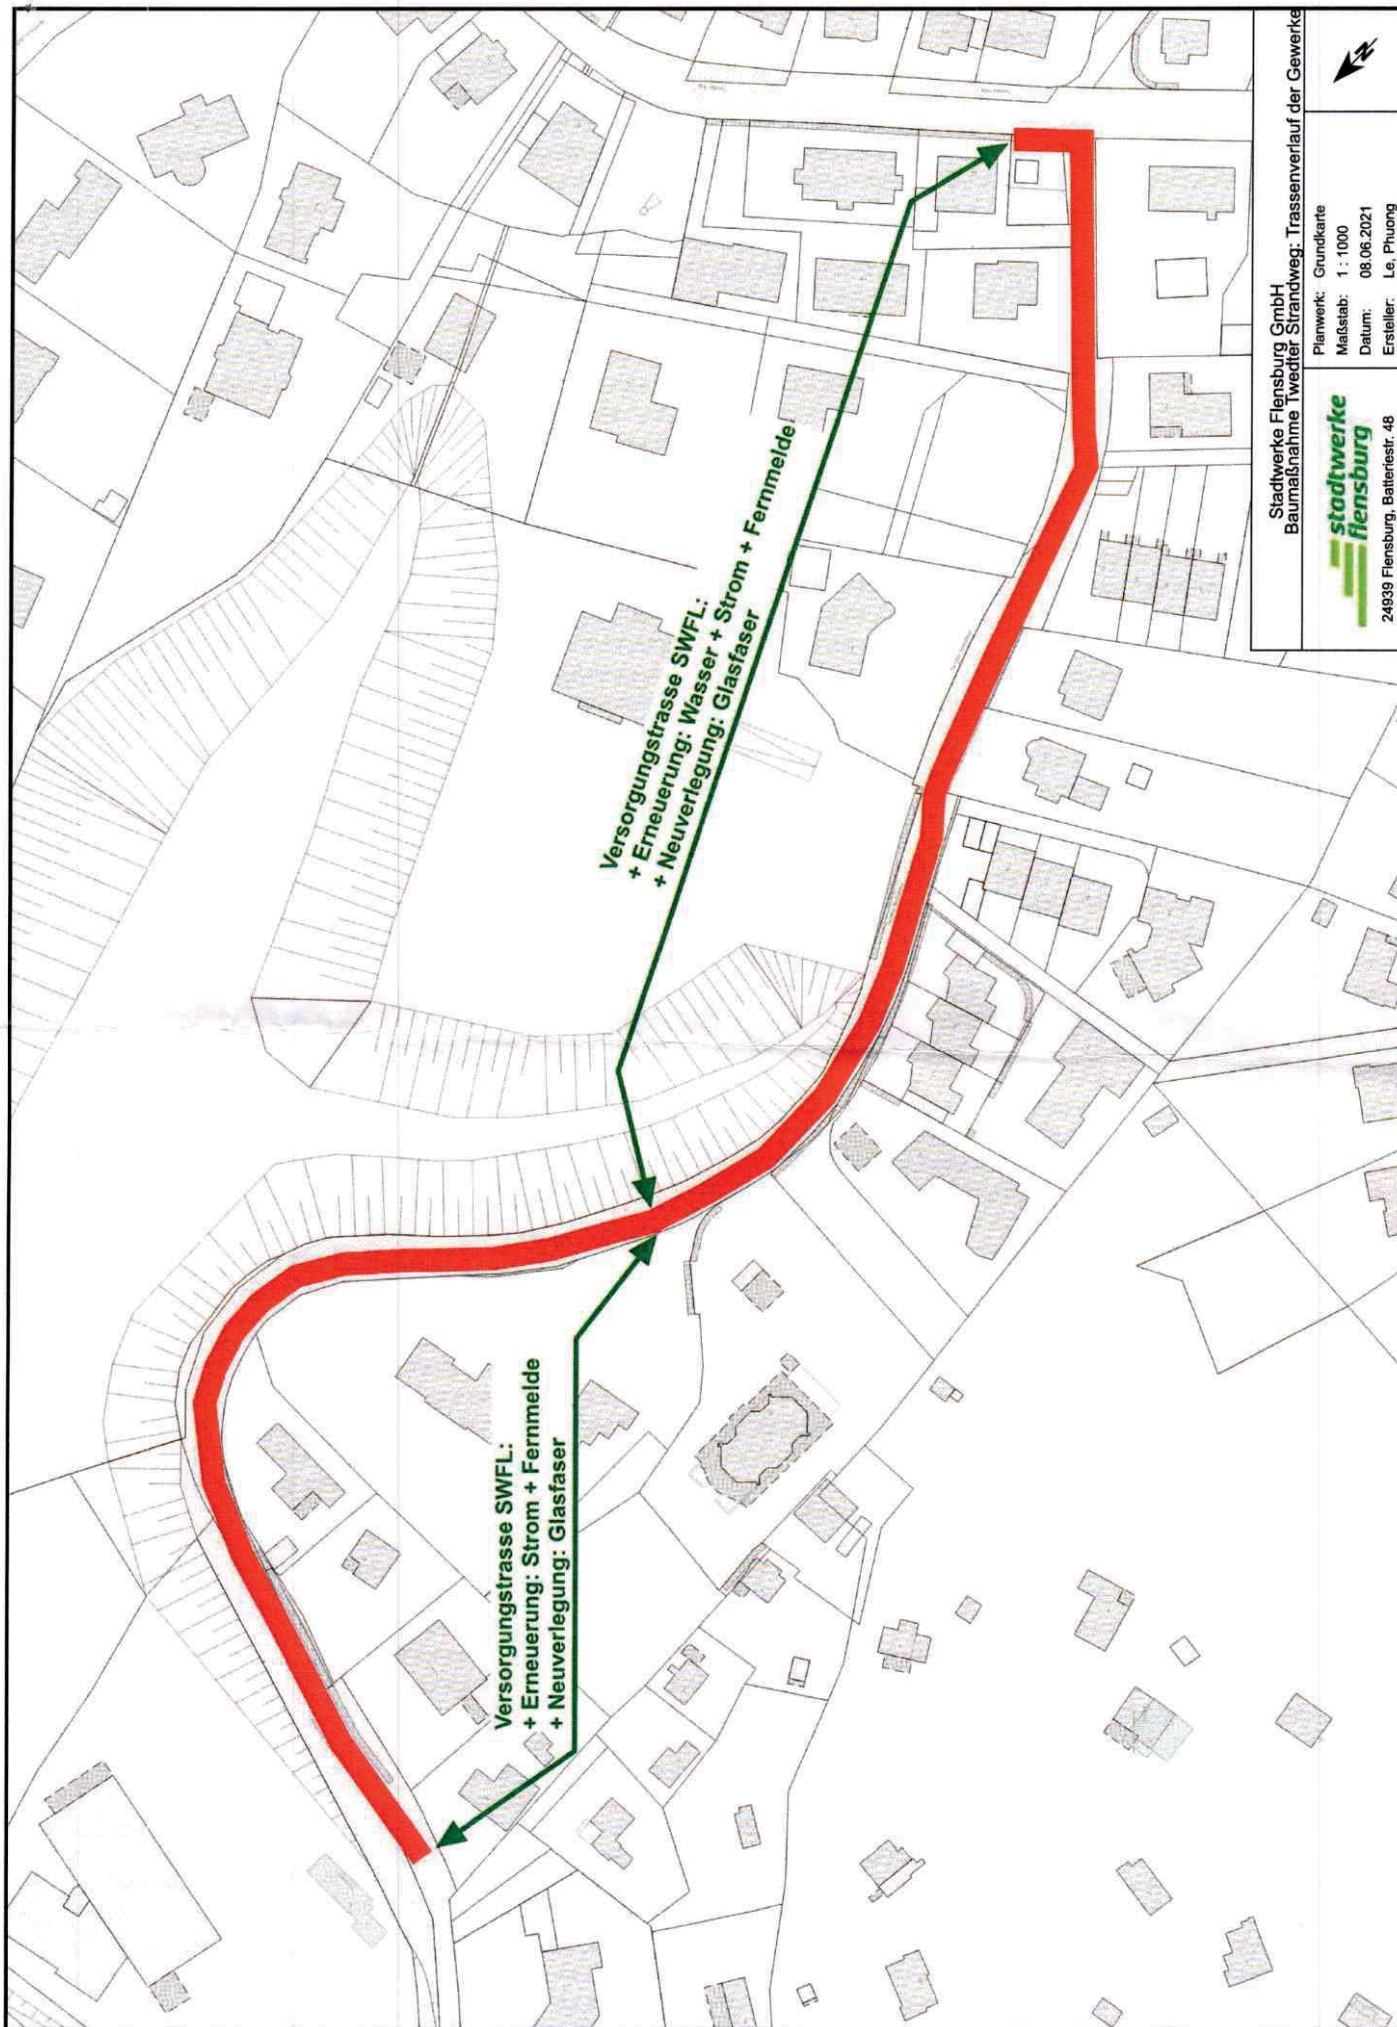 Versorgungstrasse SWFL:
+ Erneuerung: Strom + Fernmelde
+ Neuverlegung: Glasfaser
Versorgungstrasse SWFL:
+ Erneuerung: Wasser + Strom + Fernmelde
+ Neuverlegung: Glasfaser
Stadtwerke Flensburg GmbH
Baumaßnahme Twedter Strandweg: Trassenverlauf der Gewerke
stadtwerke
flensburg
24939 Flensburg, Batteriestr. 48
Planwerk: Grundkarte
Maßstab: 1 : 1000
Datum: 08.06.2021
Ersteller: Le, Phuong
N